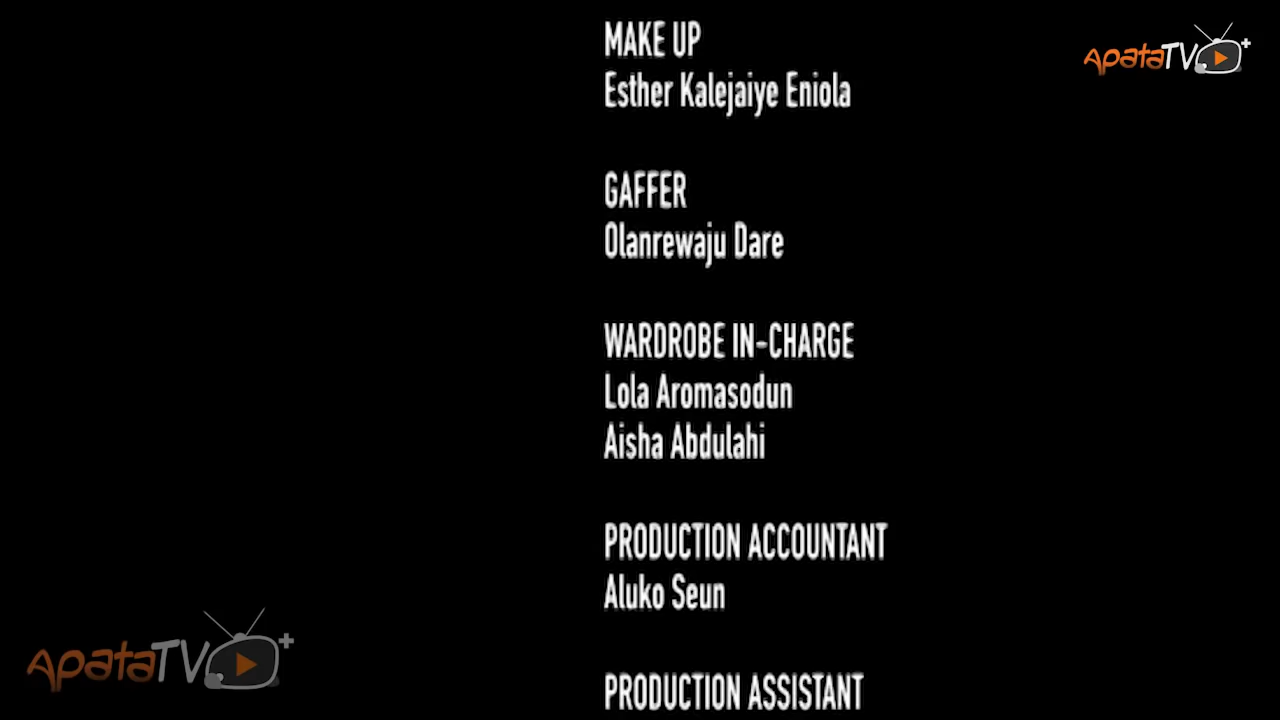 MAKE UP
Esther Kalejaiye Eniola
GAFFER
Olanrewaju Dare
WARDROBE IN-CHARGE
Lola Aromasodun
Aisha Abdulahi
PRODUCTION ACCOUNTANT
Aluko Seun
PRODUCTION ASSISTANT
ApataTV+
ApataTV+